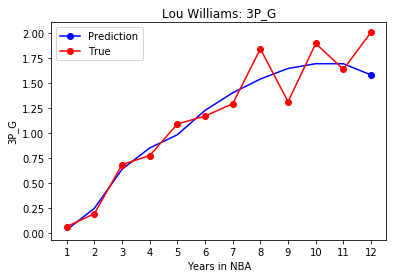 Lou Williams: 3P_G
Prediction
True
2.00
1.75
1.50
1.25
1.00
0.75
0.50
0.25
0.00
3P_G
1 2 3 4 5 6 7 8 9 10 11 12
Years in NBA